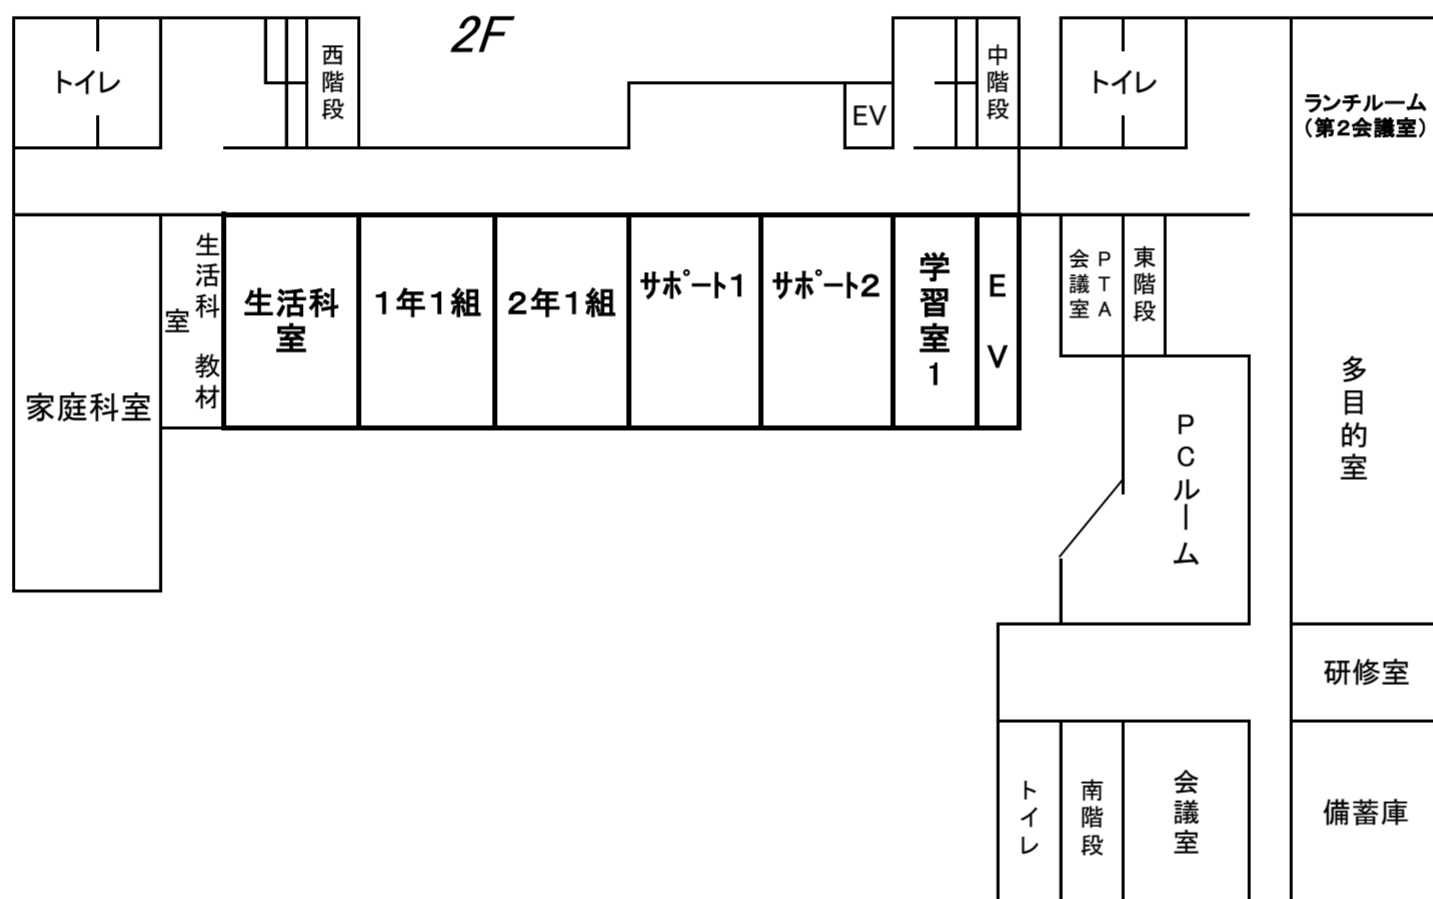 2F
トイレ
西階段
EV
中階段
トイレ
ランチルーム
（第2会議室）
家庭科室
生活科　教材
室
生活科
室
1年1組
2年1組
ｻﾎﾟｰﾄ1
ｻﾎﾟｰﾄ2
学習室1
EV
PTA
会議室
東階段
PCルーム
多目的室
研修室
トイレ
南階段
会議室
備蓄庫